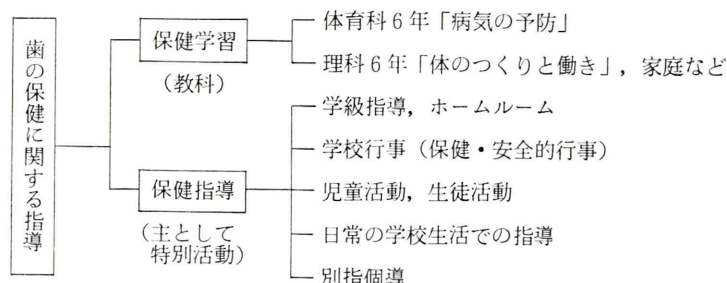 歯の保健に関する指導
保健学習
(教科)
体育科6年「病気の予防」
理科6年「体のつくりと働き」，家庭など
保健指導
(主として
特別活動)
学級指導，ホームルーム
学校行事（保健・安全的行事）
児童活動，生徒活動
日常の学校生活での指導
別指個導